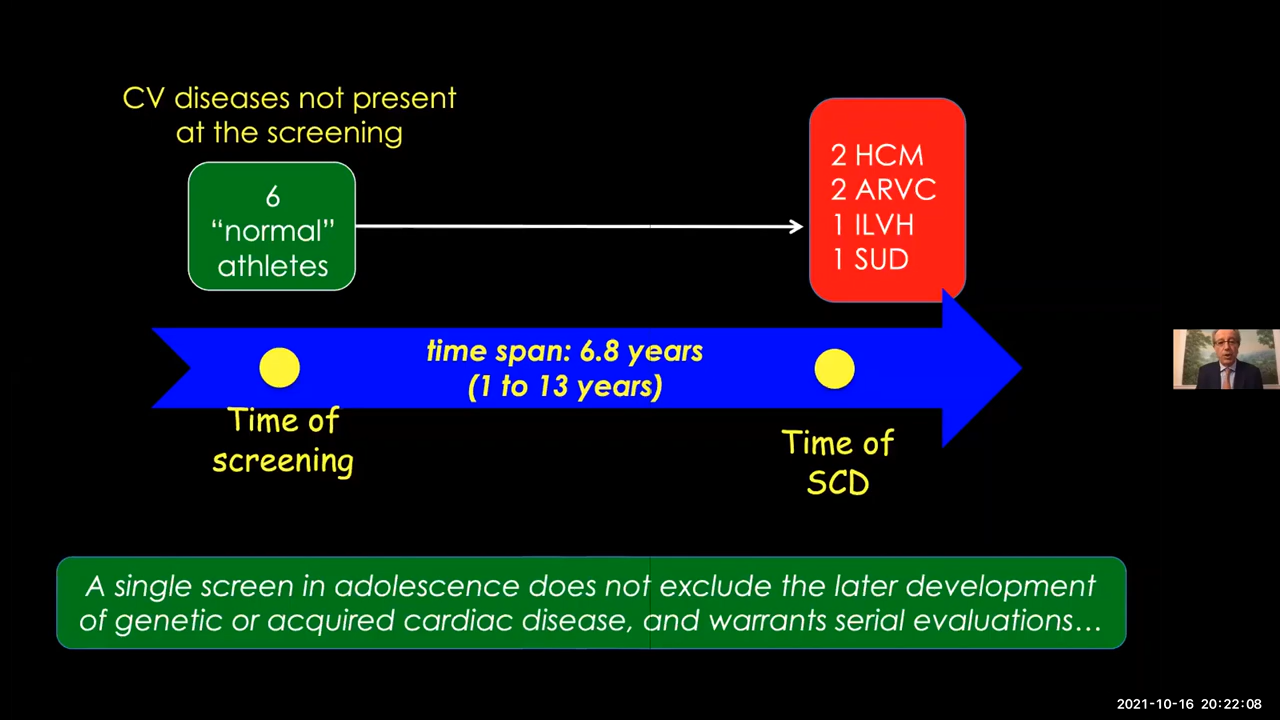 CV diseases not present
at the screening
6
“normal”
athletes
2 HCM
2 ARVC
1 ILVH
1 SUD
time span: 6.8 years
(1 to 13 years)
Time of
screening
Time of
SCD
A single screen in adolescence does not exclude the later development
of genetic or acquired cardiac disease, and warrants serial evaluations…
2021-10-16 20:22:08